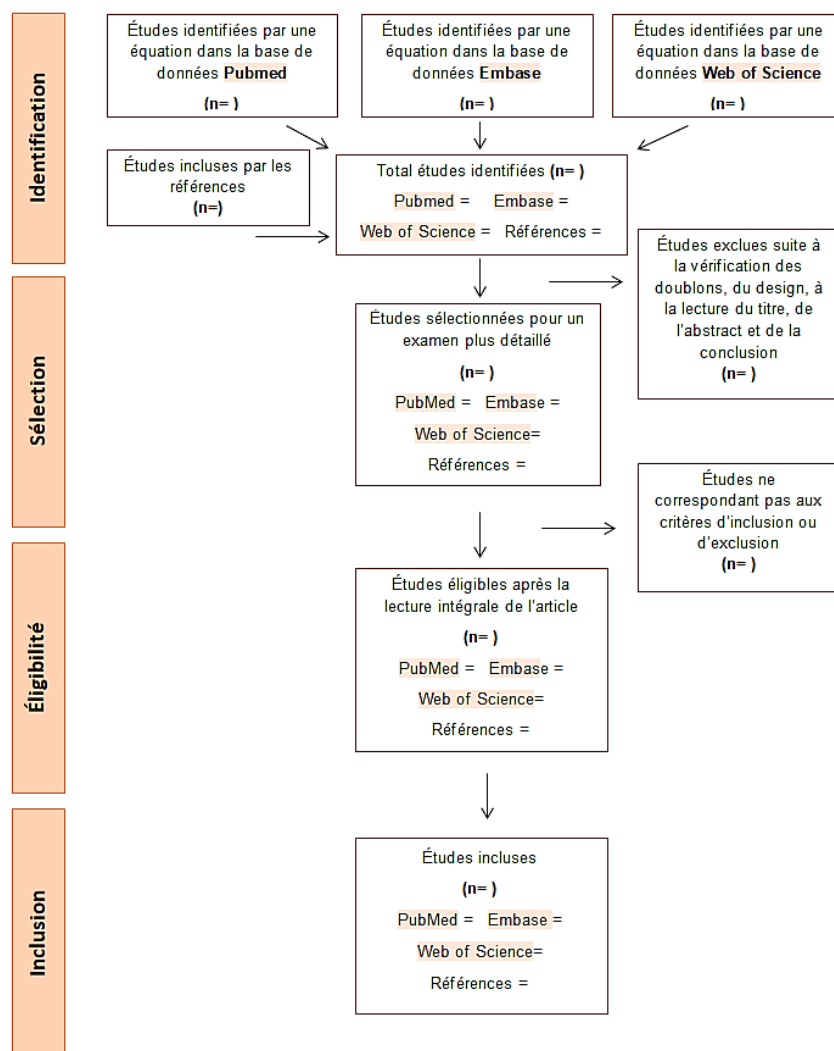 Identification
Études identifiées par une
équation dans la base de
données Pubmed
(n= )
Études identifiées par une
équation dans la base de
données Embase
(n= )
Études identifiées par une
équation dans la base de
données Web of Science
(n= )
Études incluses par les
références
(n=)
Total études identifiées (n= )
Pubmed = Embase =
Web of Science = Références =
Études exclues suite à
la vérification des
doublons, du design, à
la lecture du titre, de
l'abstract et de la
conclusion
(n= )
Sélection
Études sélectionnées pour un
examen plus détaillé
(n= )
PubMed = Embase =
Web of Science=
Références =
Études ne
correspondant pas aux
critères d'inclusion ou
d'exclusion
(n= )
Éligibilité
Études éligibles après la
lecture intégrale de l'article
(n= )
PubMed = Embase =
Web of Science=
Références =
Inclusion
Études incluses
(n= )
PubMed = Embase =
Web of Science=
Références =